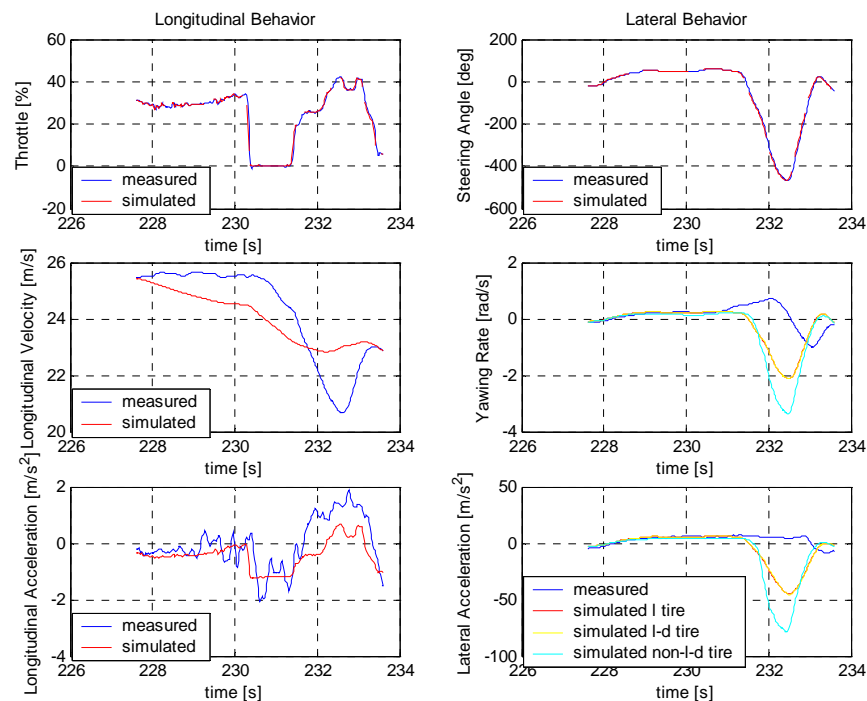 Longitudinal Behavior
Throttle [%]
60
40
20
0
-20
measured
simulated
226 228 230 232 234
time [s]
Lateral Behavior
Steering Angle [deg]
200
0
-200
-400
-600
measured
simulated
226 228 230 232 234
time [s]
Longitudinal Velocity [m/s]
26
24
22
20
measured
simulated
226 228 230 232 234
time [s]
Yawing Rate [rad/s]
2
0
-2
-4
226 228 230 232 234
time [s]
Longitudinal Acceleration [m/s²]
2
0
-2
-4
measured
simulated
226 228 230 232 234
time [s]
Lateral Acceleration [m/s²]
50
0
-50
-100
measured
simulated l tire
simulated l-d tire
simulated non-l-d tire
226 228 230 232 234
time [s]